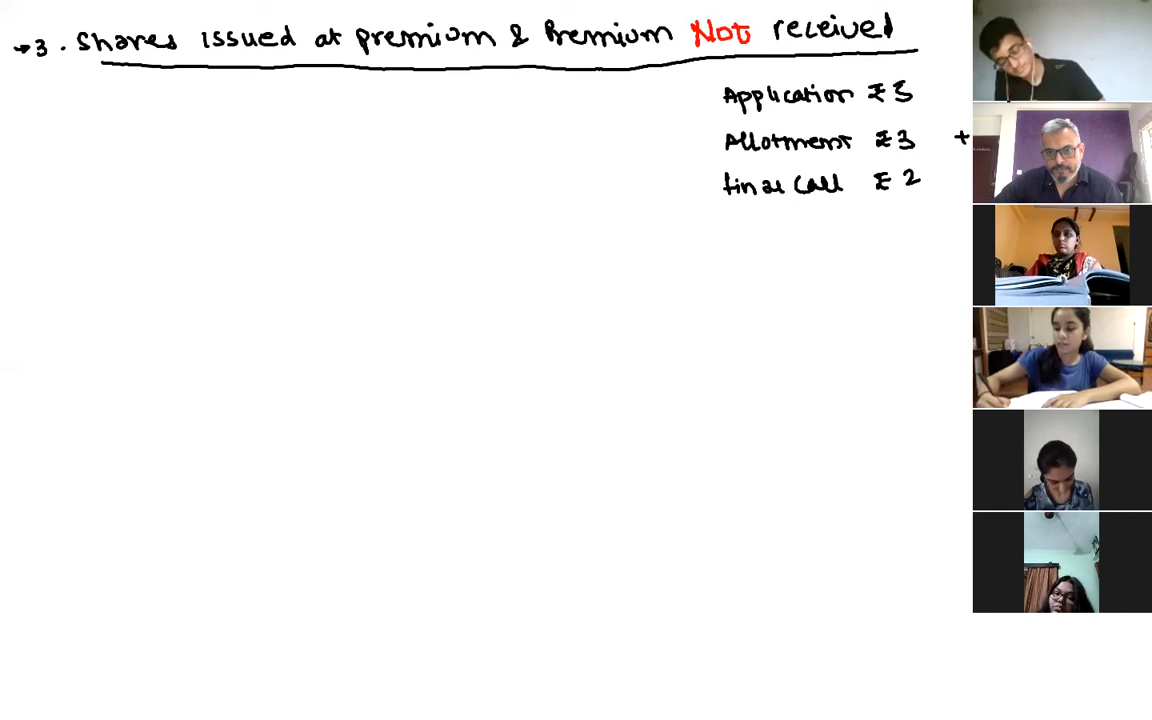 → 3. Shares issued at premium & Premium Not received
Application ₹ 5
Allotment ₹ 3 +
final Call ₹ 2